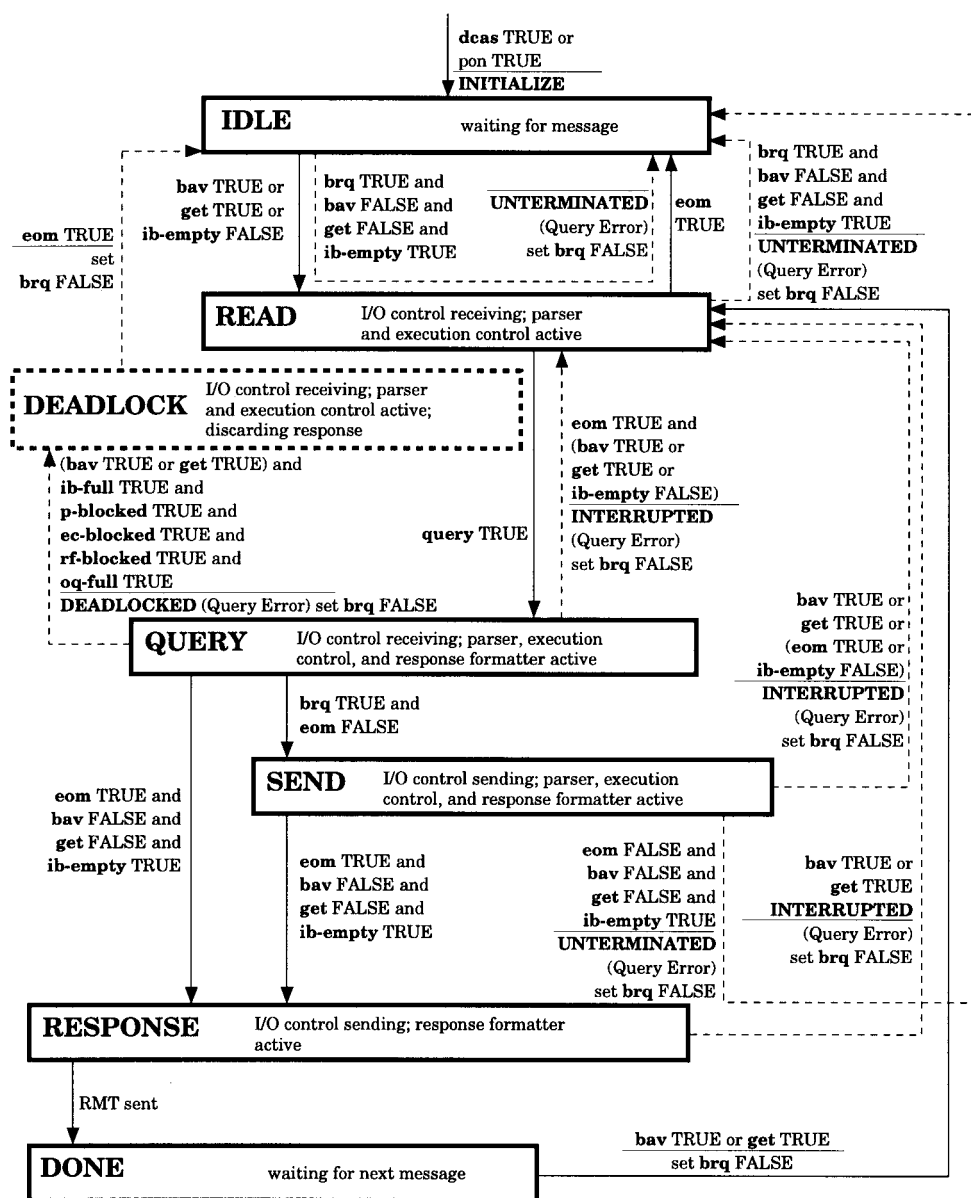 dcas TRUE or
pon TRUE
INITIALIZE
IDLE
waiting for message
bav TRUE or
get TRUE or
ib-empty FALSE
brq TRUE and
bav FALSE and
get FALSE and
ib-empty TRUE
UNTERMINATED
(Query Error)
set brq FALSE
eom
TRUE
brq TRUE and
bav FALSE and
get FALSE and
ib-empty TRUE
UNTERMINATED
(Query Error)
set brq FALSE
eom TRUE
set
brq FALSE
READ
I/O control receiving; parser
and execution control active
DEADLOCK
I/O control receiving; parser
and execution control active;
discarding response
(bav TRUE or get TRUE) and
ib-full TRUE and
p-blocked TRUE and
ec-blocked TRUE and
rf-blocked TRUE and
oq-full TRUE
DEADLOCKED (Query Error) set brq FALSE
query TRUE
eom TRUE and
(bav TRUE or
get TRUE or
ib-empty FALSE)
INTERRUPTED
(Query Error)
set brq FALSE
bav TRUE or
get TRUE or
(eom TRUE or
ib-empty FALSE)
INTERRUPTED
(Query Error)
set brq FALSE
QUERY
I/O control receiving; parser, execution
control, and response formatter active
brq TRUE and
eom FALSE
SEND
I/O control sending; parser, execution
control, and response formatter active
eom TRUE and
bav FALSE and
get FALSE and
ib-empty TRUE
eom TRUE and
bav FALSE and
get FALSE and
ib-empty TRUE
eom FALSE and
bav FALSE and
get FALSE and
ib-empty TRUE
UNTERMINATED
(Query Error)
set brq FALSE
bav TRUE or
get TRUE
INTERRUPTED
(Query Error)
set brq FALSE
RESPONSE
I/O control sending; response formatter
active
RMT sent
bav TRUE or get TRUE
set brq FALSE
DONE
waiting for next message